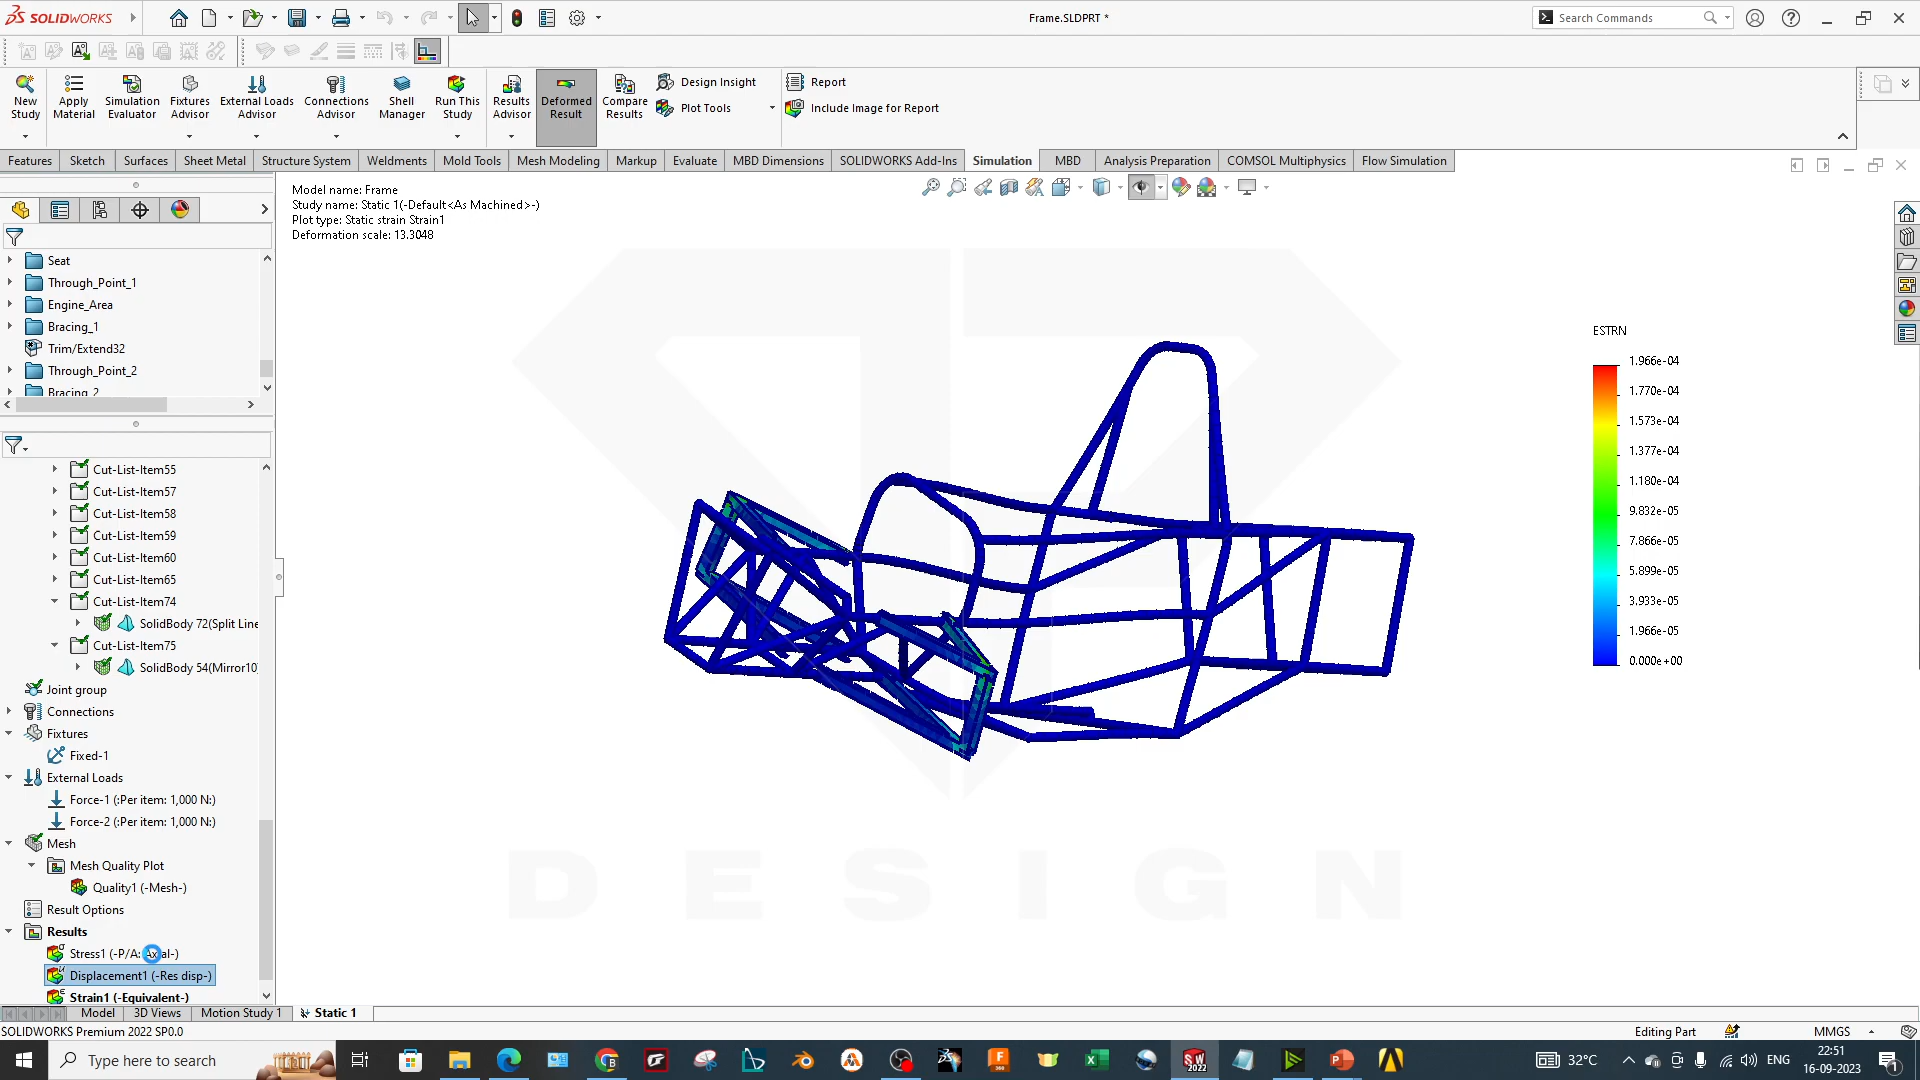 SOLIDWORKS
Frame.SLDPRT *
Search Commands
New Study
Apply Material
Simulation Evaluator
Fixtures Advisor
External Loads Advisor
Connections Advisor
Shell Manager
Run This Study
Results Advisor
Deformed Result
Compare Results
Design Insight
Plot Tools
Report
Include Image for Report
Features
Sketch
Surfaces
Sheet Metal
Structure System
Weldments
Mold Tools
Mesh Modeling
Markup
Evaluate
MBD Dimensions
SOLIDWORKS Add-Ins
Simulation
MBD
Analysis Preparation
COMSOL Multiphysics
Flow Simulation
Model name: Frame
Study name: Static 1(-Default<As Machined>-)
Plot type: Static strain Strain1
Deformation scale: 13.3048
Seat
Through_Point_1
Engine_Area
Bracing_1
Trim/Extend32
Through_Point_2
Bracing_2
Cut-List-Item55
Cut-List-Item57
Cut-List-Item58
Cut-List-Item59
Cut-List-Item60
Cut-List-Item65
Cut-List-Item74
SolidBody 72(Split Line
Cut-List-Item75
SolidBody 54(Mirror10)
Joint group
Connections
Fixtures
Fixed-1
External Loads
Force-1 (:Per item: 1,000 N:)
Force-2 (:Per item: 1,000 N:)
Mesh
Mesh Quality Plot
Quality1 (-Mesh-)
Result Options
Results
Stress1 (-P/A: Axial-)
Displacement1 (-Res disp-)
Strain1 (-Equivalent-)
ESTRN
1.966e-04
1.770e-04
1.573e-04
1.377e-04
1.180e-04
9.832e-05
7.866e-05
5.899e-05
3.933e-05
1.966e-05
0.000e+00
DESIGN
Model
3D Views
Motion Study 1
Static 1
SOLIDWORKS Premium 2022 SP0.0
Editing Part
MMGS
Type here to search
SW
2022
32°C
ENG
22:51
16-09-2023
1